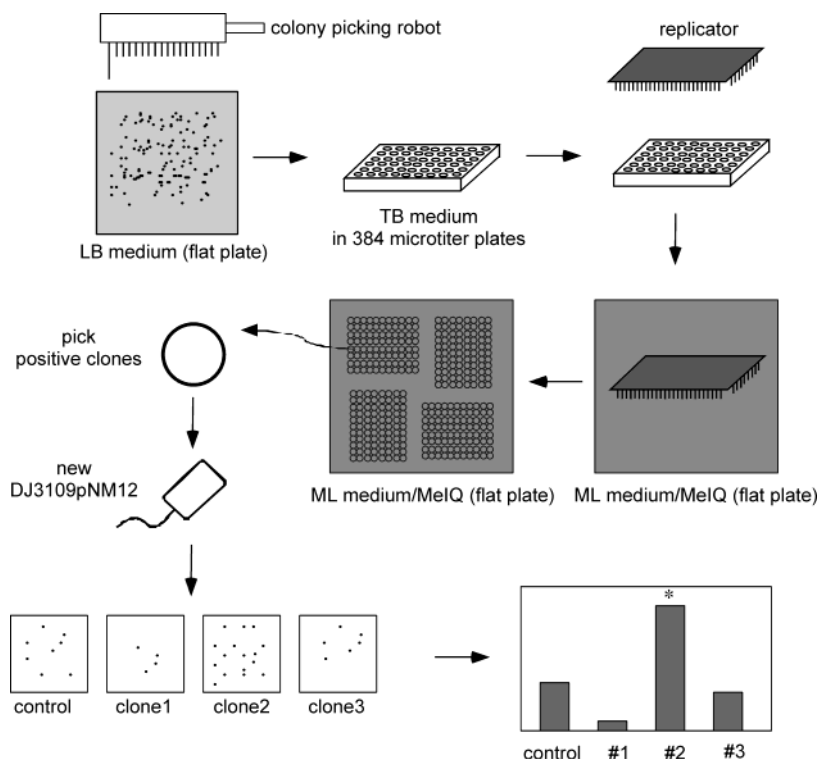 colony picking robot
replicator
LB medium (flat plate)
TB medium
in 384 microtiter plates
pick
positive clones
ML medium/MeIQ (flat plate)
ML medium/MeIQ (flat plate)
new
DJ3109pNM12
*
control
clone1
clone2
clone3
control
#1
#2
#3